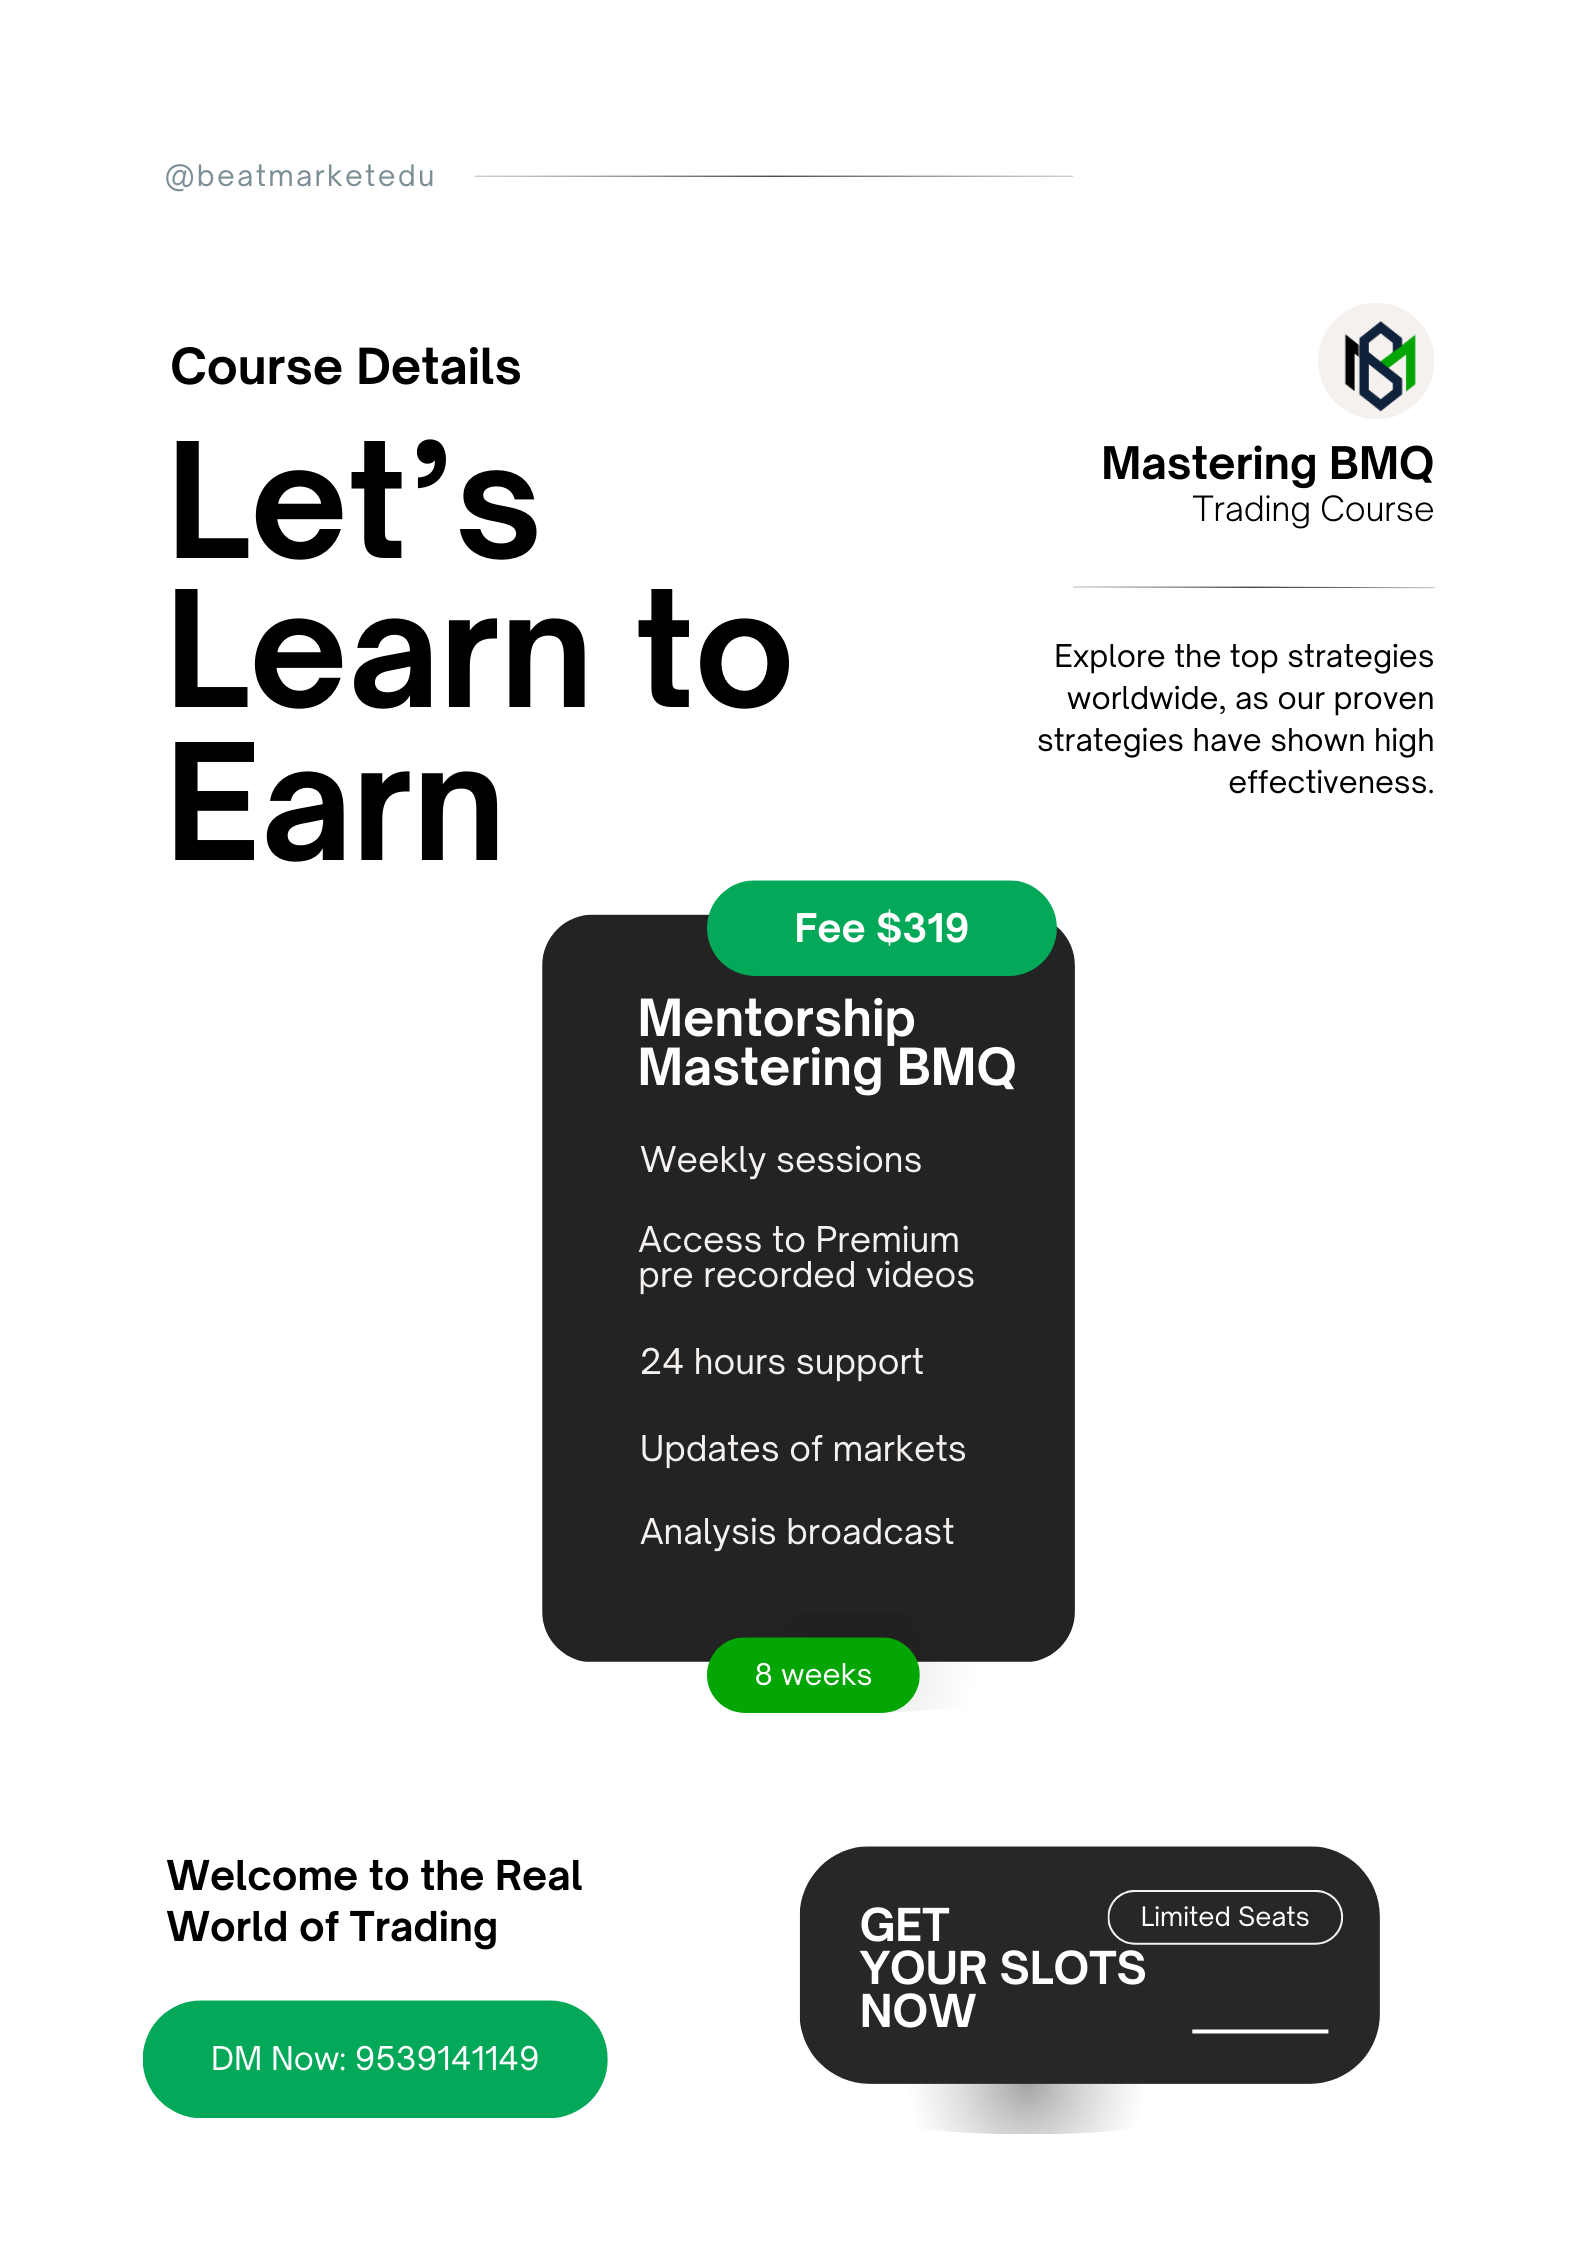 @beatmarketedu
Course Details
Let’s
Learn to
Earn
Mastering BMQ
Trading Course
Explore the top strategies
worldwide, as our proven
strategies have shown high
effectiveness.
Fee $319
Mentorship
Mastering BMQ
Weekly sessions
Access to Premium
pre recorded videos
24 hours support
Updates of markets
Analysis broadcast
8 weeks
Welcome to the Real
World of Trading
DM Now: 9539141149
Limited Seats
GET
YOUR SLOTS
NOW